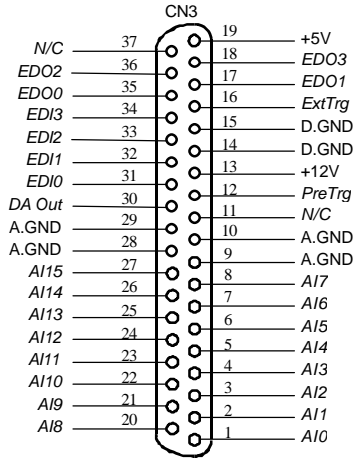 CN3
19 +5V
N/C 37
18 EDO3
EDO2 36
17 EDO1
EDO0 35
16 ExtTrg
EDI3 34
15 D.GND
EDI2 33
14 D.GND
EDI1 32
13 +12V
EDI0 31
12 PreTrg
DA Out 30
11 N/C
A.GND 29
10 A.GND
A.GND 28
9 A.GND
AI15 27
8 AI7
AI14 26
7 AI6
AI13 25
6 AI5
AI12 24
5 AI4
AI11 23
4 AI3
AI10 22
3 AI2
AI9 21
2 AI1
AI8 20
1 AI0